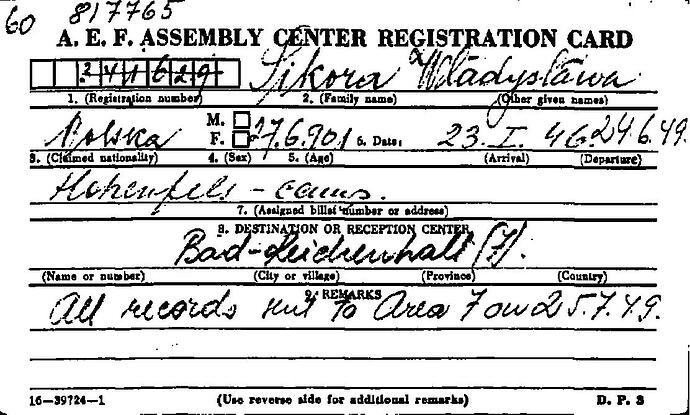 60 817765
A. E. F. ASSEMBLY CENTER REGISTRATION CARD
341629 Sikora Władysława
1. (Registration number) 2. (Family name) (Other given names)
Polska M. F. 27.6.901 6. Date: 23. I. 46. 24.6.49.
3. (Claimed nationality) 4. (Sex) 5. (Age) (Arrival) (Departure)
Hohenfels - camp.
7. (Assigned billet number or address)
8. DESTINATION OR RECEPTION CENTER
Bad-Reichenhall (7).
(Name or number) (City or village) (Province) (Country)
9. REMARKS
All records sent to Area 7 on 25.7.49.
16-39724-1 (Use reverse side for additional remarks) D. P. 3